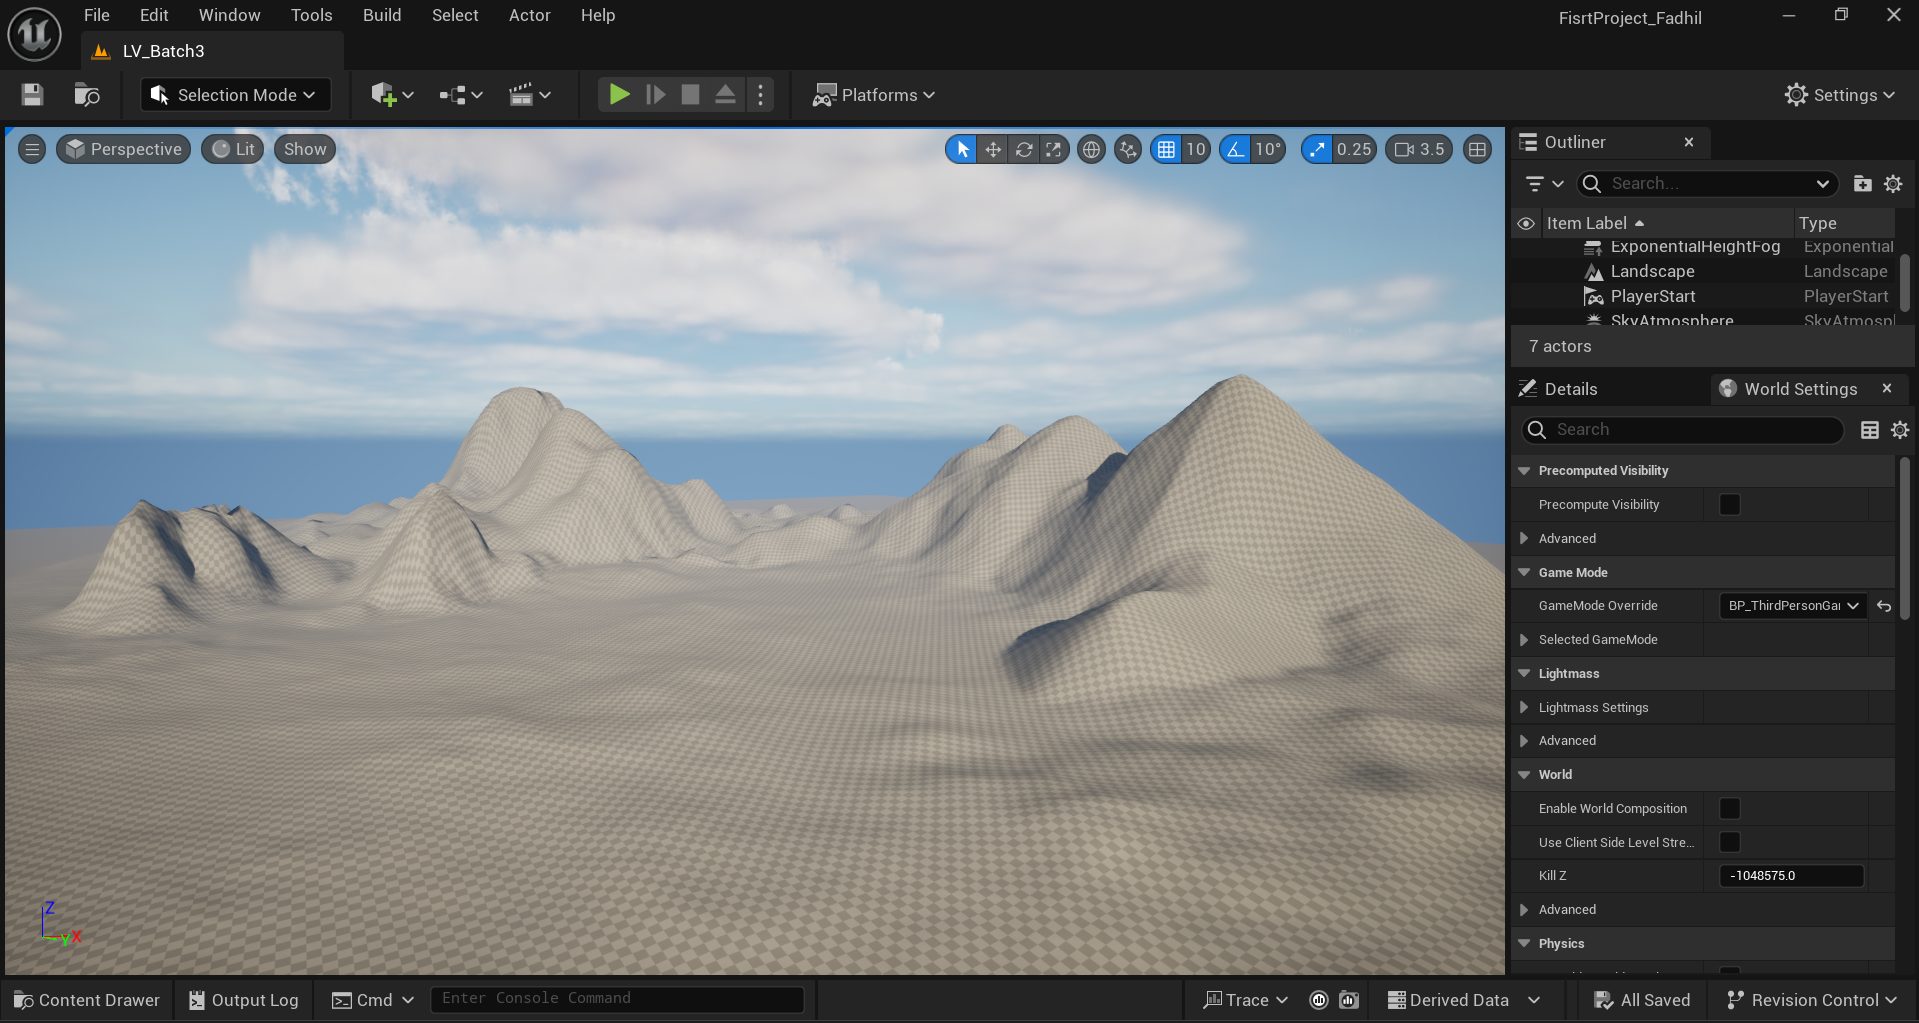 File Edit Window Tools Build Select Actor Help
FisrtProject_Fadhil
LV_Batch3
Selection Mode
Platforms
Settings
Perspective Lit Show
10 10° 0.25 3.5
Outliner
Search...
Item Label Type
ExponentialHeightFog Exponential
Landscape Landscape
PlayerStart PlayerStart
SkyAtmosphere SkyAtmospl
7 actors
Details World Settings
Search
Precomputed Visibility
Precompute Visibility
Advanced
Game Mode
GameMode Override BP_ThirdPersonGar
Selected GameMode
Lightmass
Lightmass Settings
Advanced
World
Enable World Composition
Use Client Side Level Stre...
Kill Z -1048575.0
Advanced
Physics
Z
Y X
Content Drawer Output Log Cmd Enter Console Command Trace Derived Data All Saved Revision Control